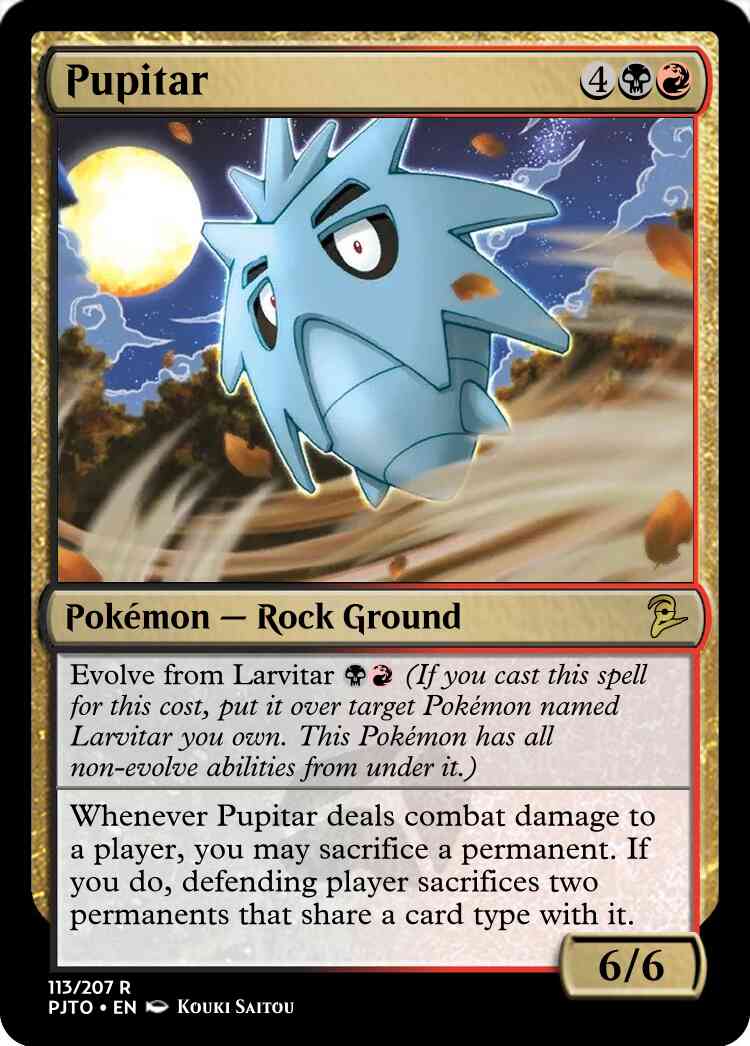 Pupitar
4
Pokémon — Rock Ground
Evolve from Larvitar (If you cast this spell
for this cost, put it over target Pokémon named
Larvitar you own. This Pokémon has all
non-evolve abilities from under it.)
Whenever Pupitar deals combat damage to
a player, you may sacrifice a permanent. If
you do, defending player sacrifices two
permanents that share a card type with it.
6/6
113/207 R
PJTO • EN Kouki Saitou